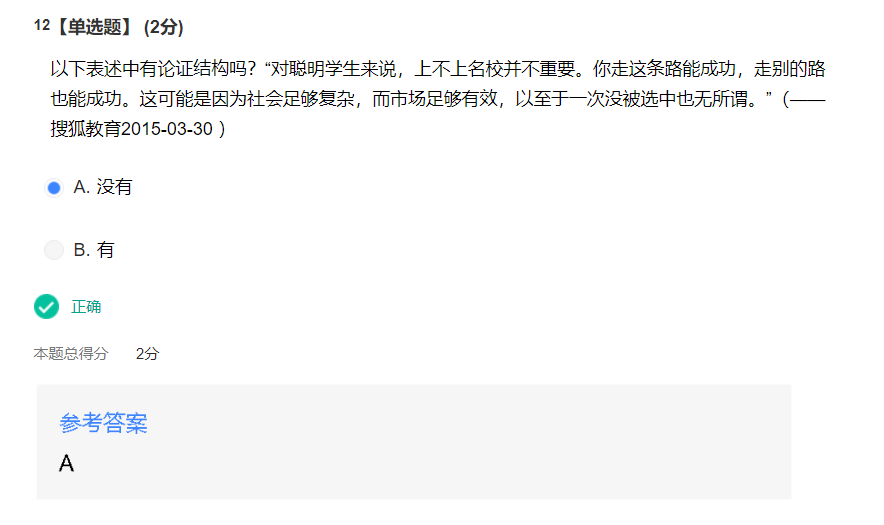 12【单选题】 (2分)
以下表述中有论证结构吗？“对聪明学生来说，上不上名校并不重要。你走这条路能成功，走别的路
也能成功。这可能是因为社会足够复杂，而市场足够有效，以至于一次没被选中也无所谓。”（——
搜狐教育2015-03-30 ）
A. 没有
B. 有
正确
本题总得分 2分
参考答案
A